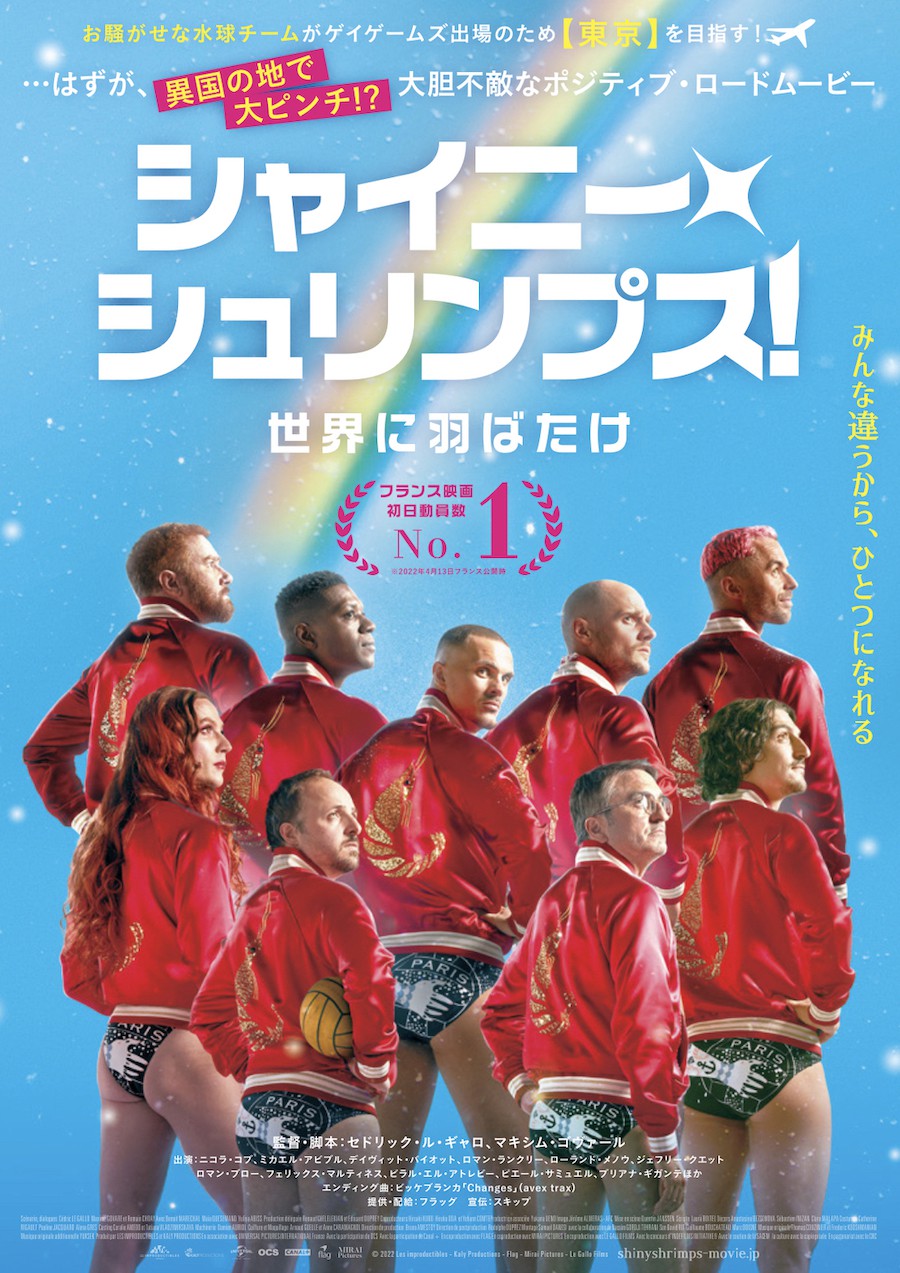 お騒がせな水球チームがゲイゲームズ出場のため【東京】を目指す!
…はずが、異国の地で大ピンチ!? 大胆不敵なポジティブ・ロードムービー
シャイニー
シュリンプス!
世界に羽ばたけ
フランス映画
初日動員数
No.1
※2022年4月13日フランス公開時
みんな違うから、ひとつになれる
PARIS
PARIS
PARIS
PARIS
PARIS
監督・脚本:セドリック・ル・ギャロ、マキシム・ゴヴァール
出演:ニコラ・ゴブ、ミカエル・アビブル、デイヴィット・バイオット、ロマン・ランクリー、ローランド・メノウ、ジェフリー・クエット
ロマン・ブロー、フェリックス・マルティネス、ビラル・エル・アトレビー、ピエール・サミュエル、ブリアナ・ギガンテほか
エンディング曲:ビッケブランカ「Changes」(avex trax)
提供・配給:フラッグ 宣伝:スキップ
OCS CANAL+ flag MIRAI Pictures © 2022 Les improductibles - Kaly Productions - Flag - Mirai Pictures - Le Gallo Films shinyshrimps-movie.jp